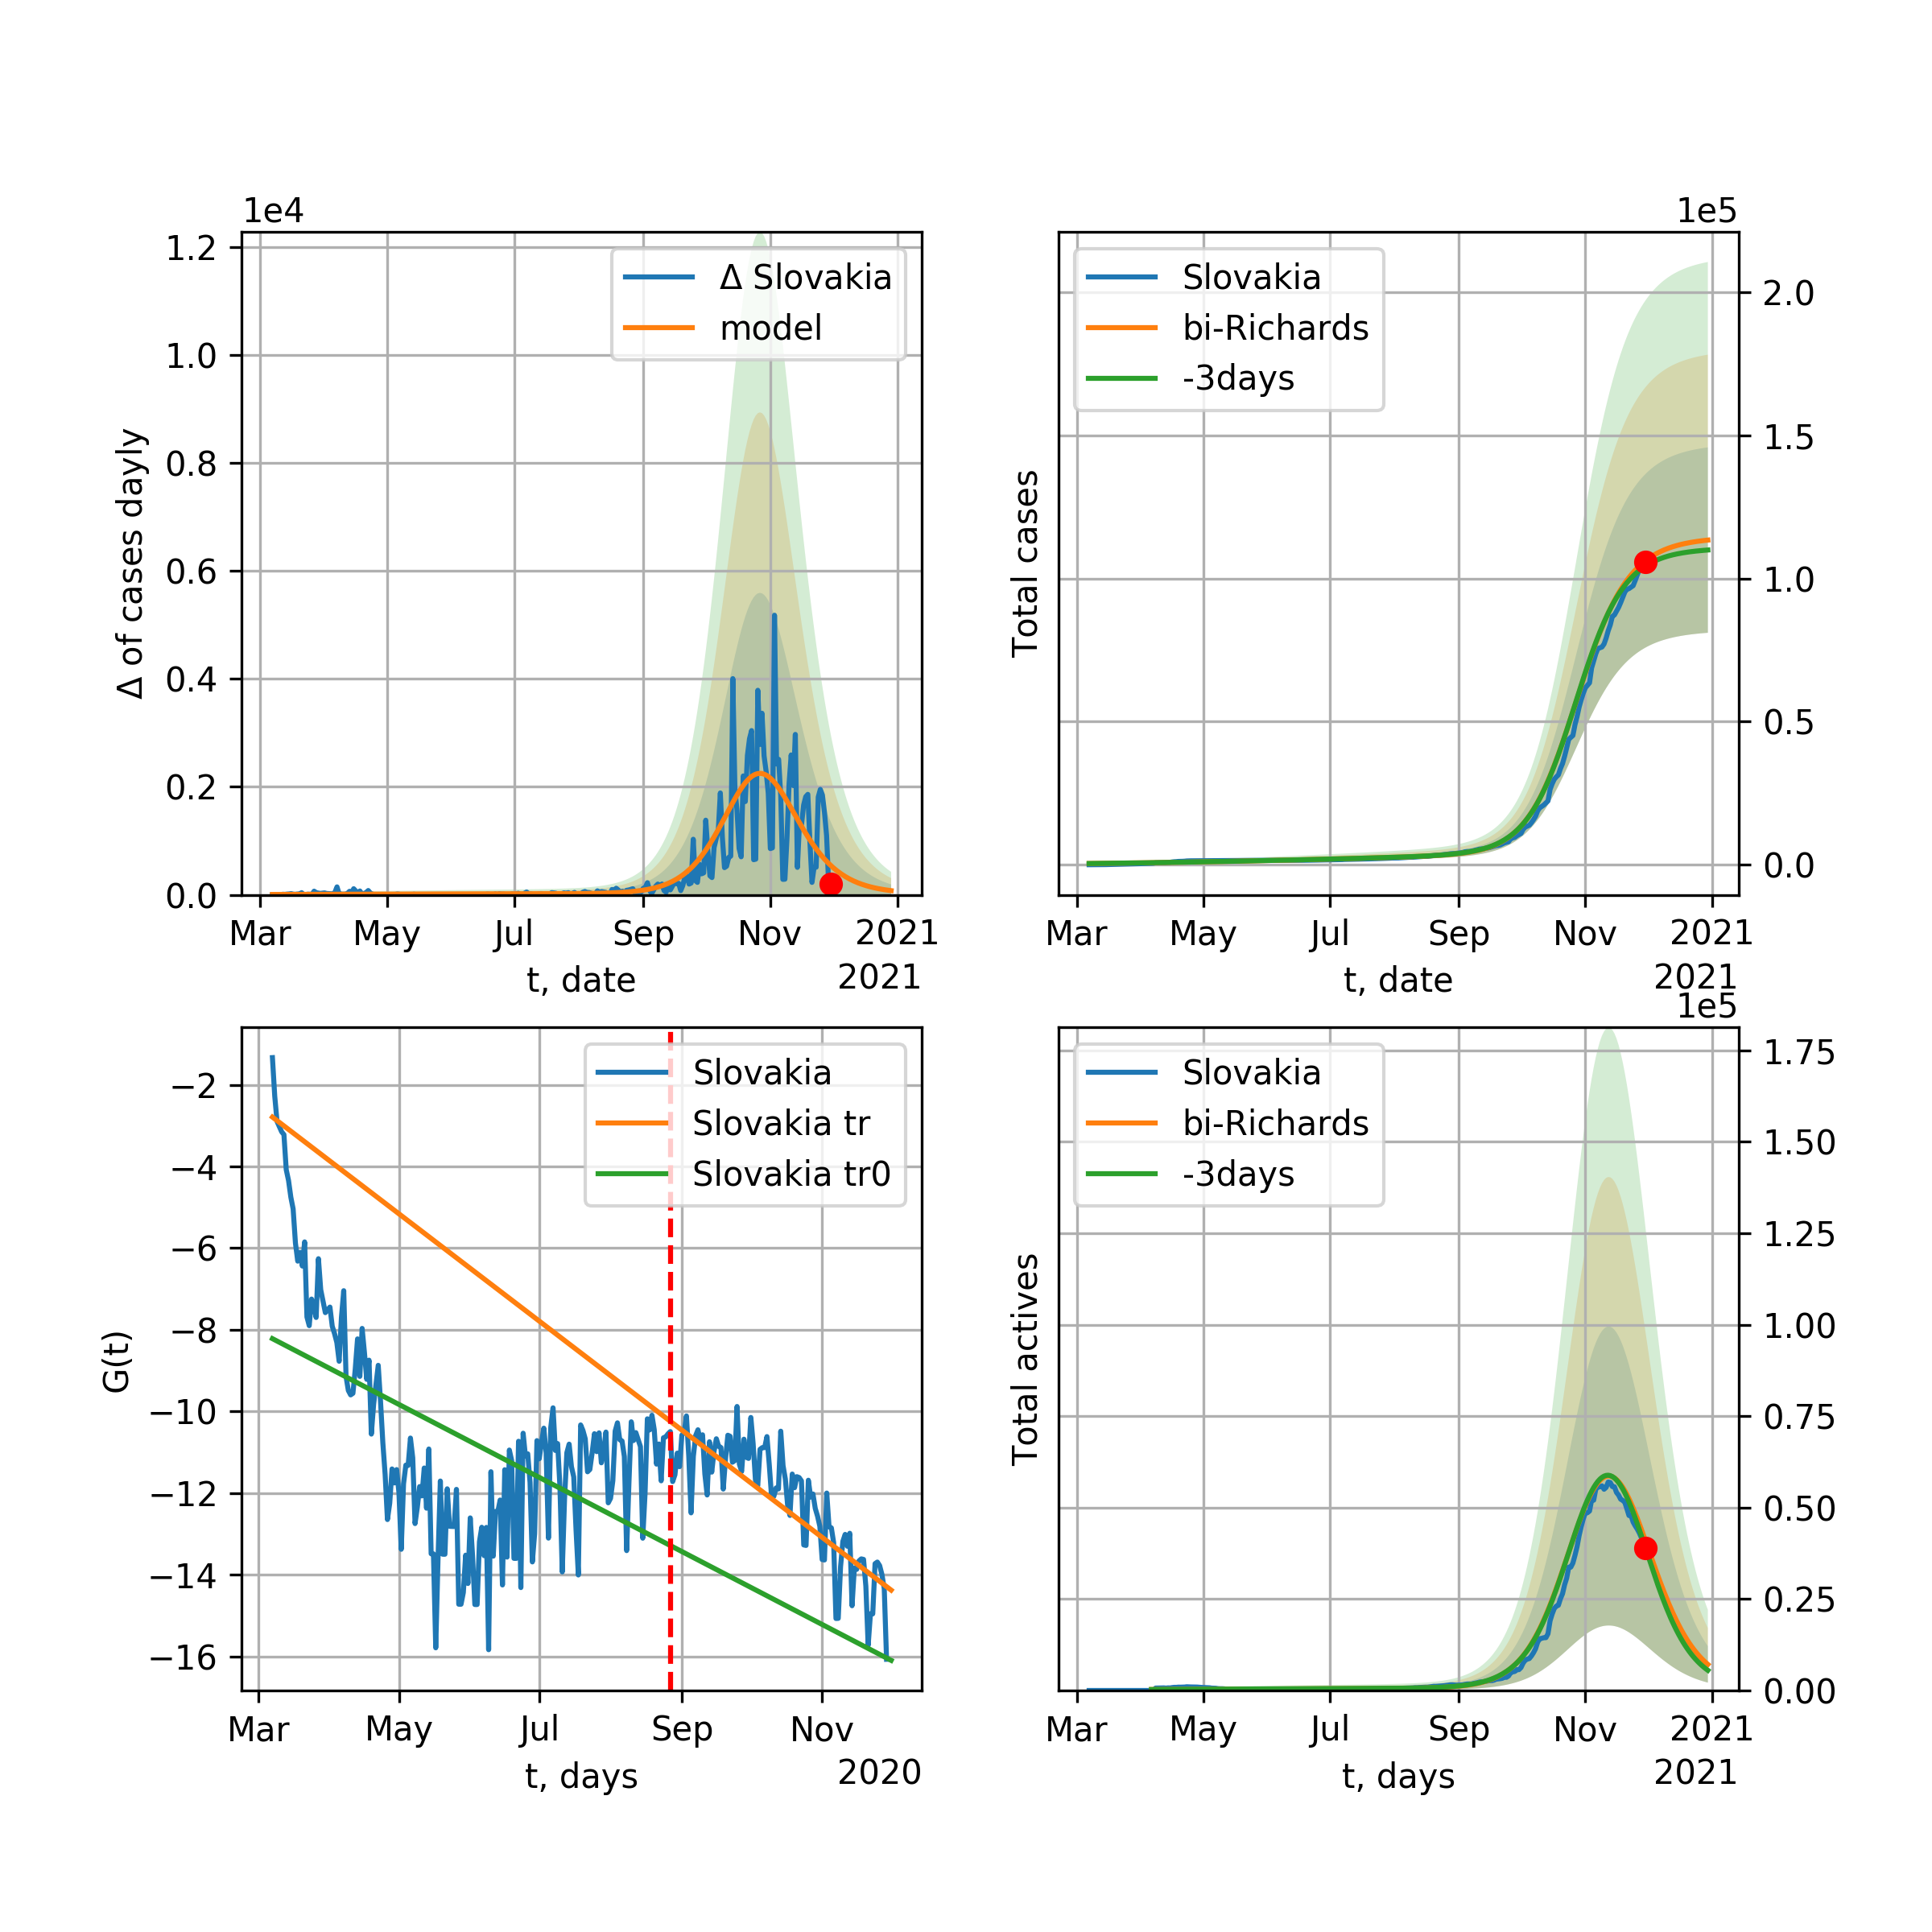 1e4
1.2
1.0
0.8
0.6
0.4
0.2
0.0
Δ of cases dayly
Δ Slovakia
model
Mar May Jul Sep Nov 2021
t, date
2021
1e5
2.0
1.5
1.0
0.5
0.0
Total cases
Slovakia
bi-Richards
-3days
Mar May Jul Sep Nov 2021
t, date
2021
−2
−4
−6
−8
−10
−12
−14
−16
G(t)
Slovakia
Slovakia tr
Slovakia tr0
Mar May Jul Sep Nov
t, days
2020
1e5
1.75
1.50
1.25
1.00
0.75
0.50
0.25
0.00
Total actives
Slovakia
bi-Richards
-3days
Mar May Jul Sep Nov 2021
t, days
2021